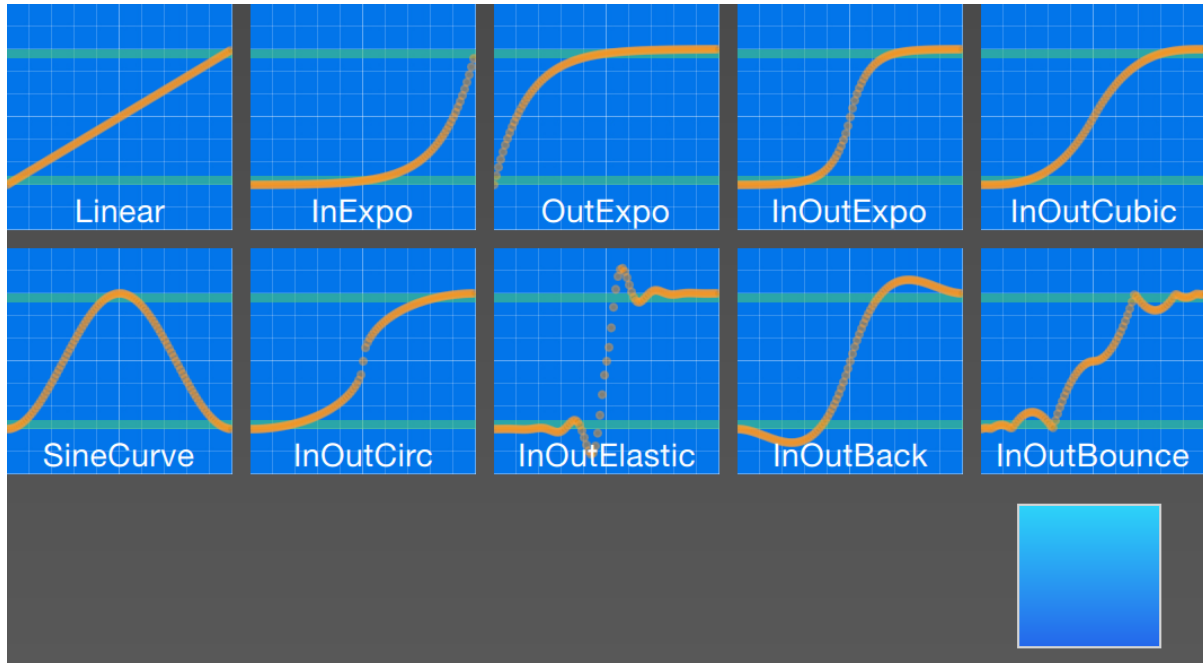 Linear
InExpo
OutExpo
InOutExpo
InOutCubic
SineCurve
InOutCirc
InOutElastic
InOutBack
InOutBounce